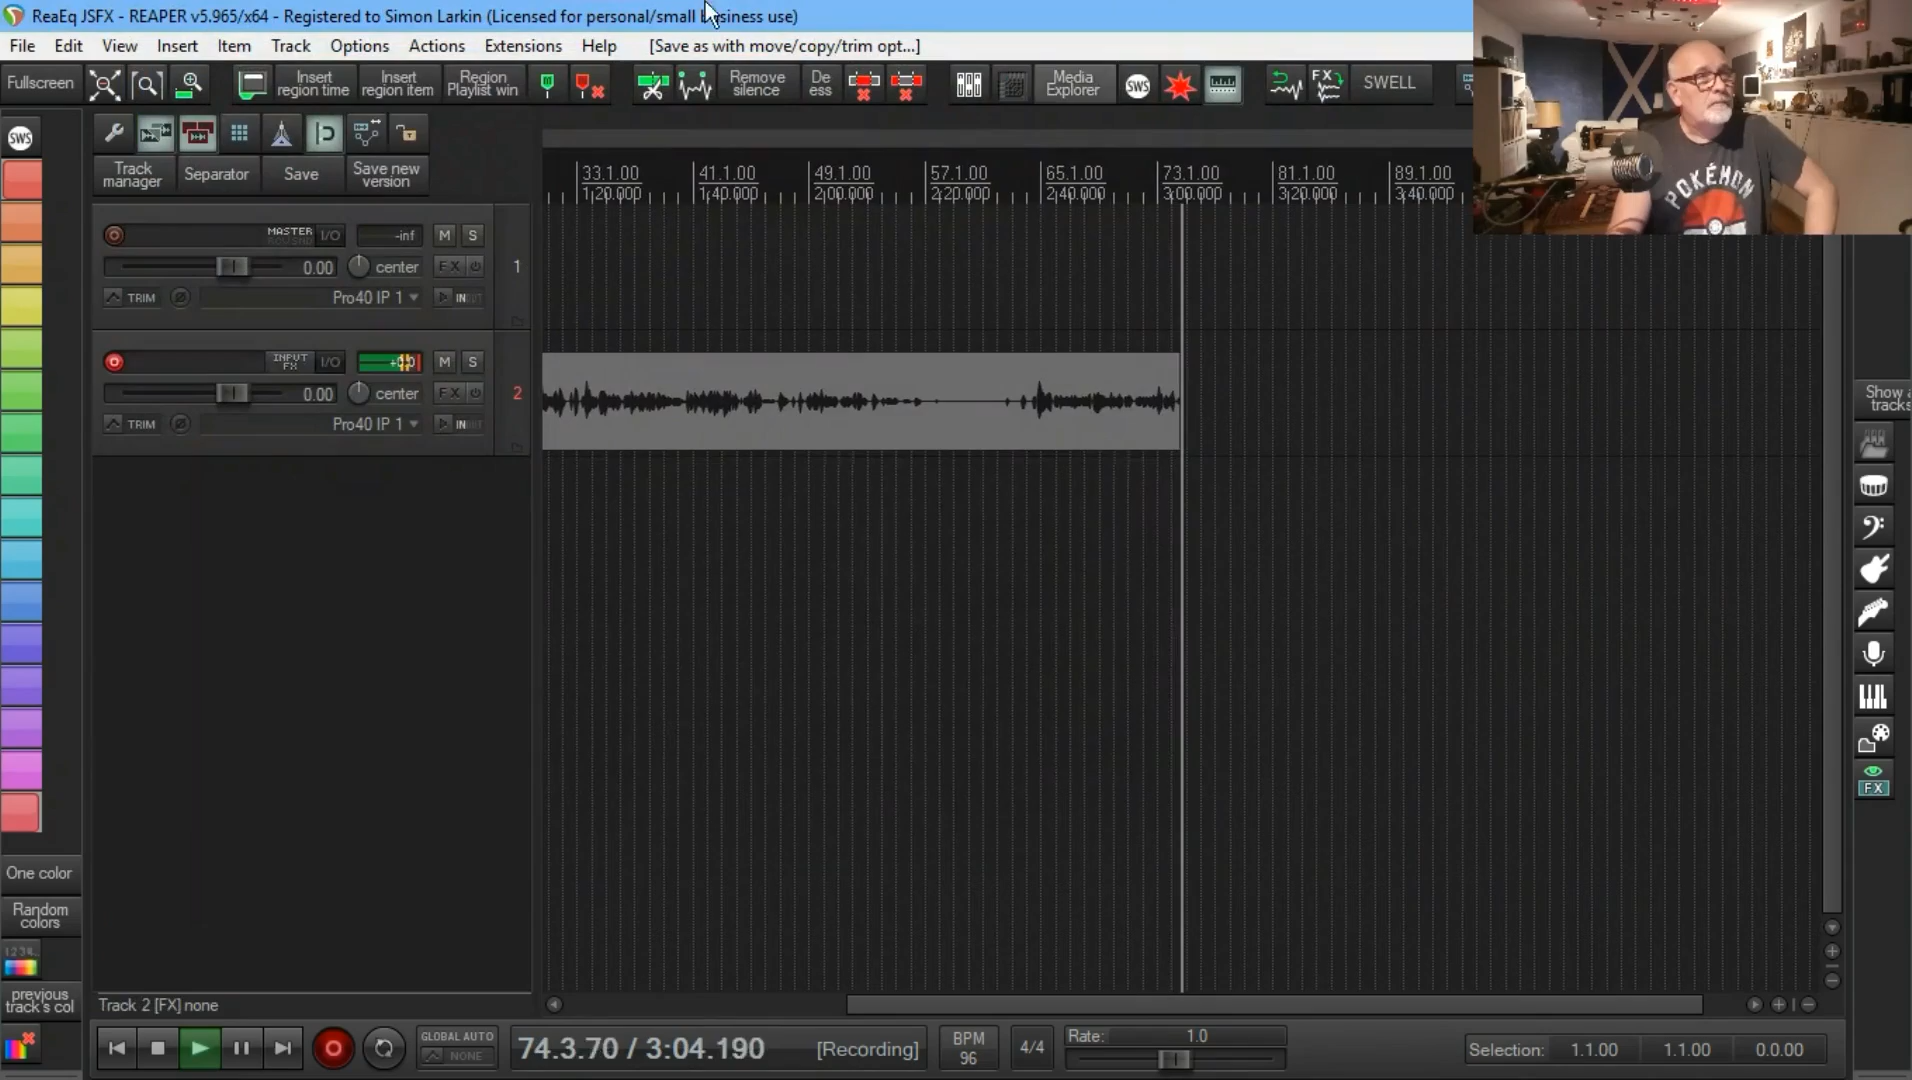 ReaEq JSFX - REAPER v5.965/x64 - Registered to Simon Larkin (Licensed for personal/small business use)
File Edit View Insert Item Track Options Actions Extensions Help [Save as with move/copy/trim opt...]
Fullscreen
Insert
region time
Insert
region item
Region
Playlist win
Remove
silence
De
ess
Media
Explorer
SWS
FX
SWELL
POKÉMON
SWS
Track
manager
Separator
Save
Save new
version
33.1.00 41.1.00 49.1.00 57.1.00 65.1.00 73.1.00 81.1.00 89.1.00
1:20.000 1:40.000 2:00.000 2:20.000 2:40.000 3:00.000 3:20.000 3:40.000
MASTER I/O -inf M S
0.00 center FX
TRIM Pro40 IP 1 IN
1
INPUT
FX I/O M S
0.00 center FX
TRIM Pro40 IP 1 IN
2
Show
tracks
FX
One color
Random
colors
previous
track's col
Track 2 [FX] none
GLOBAL AUTO
NONE
74.3.70 / 3:04.190 [Recording]
BPM
96
4/4
Rate: 1.0
Selection: 1.1.00 1.1.00 0.0.00